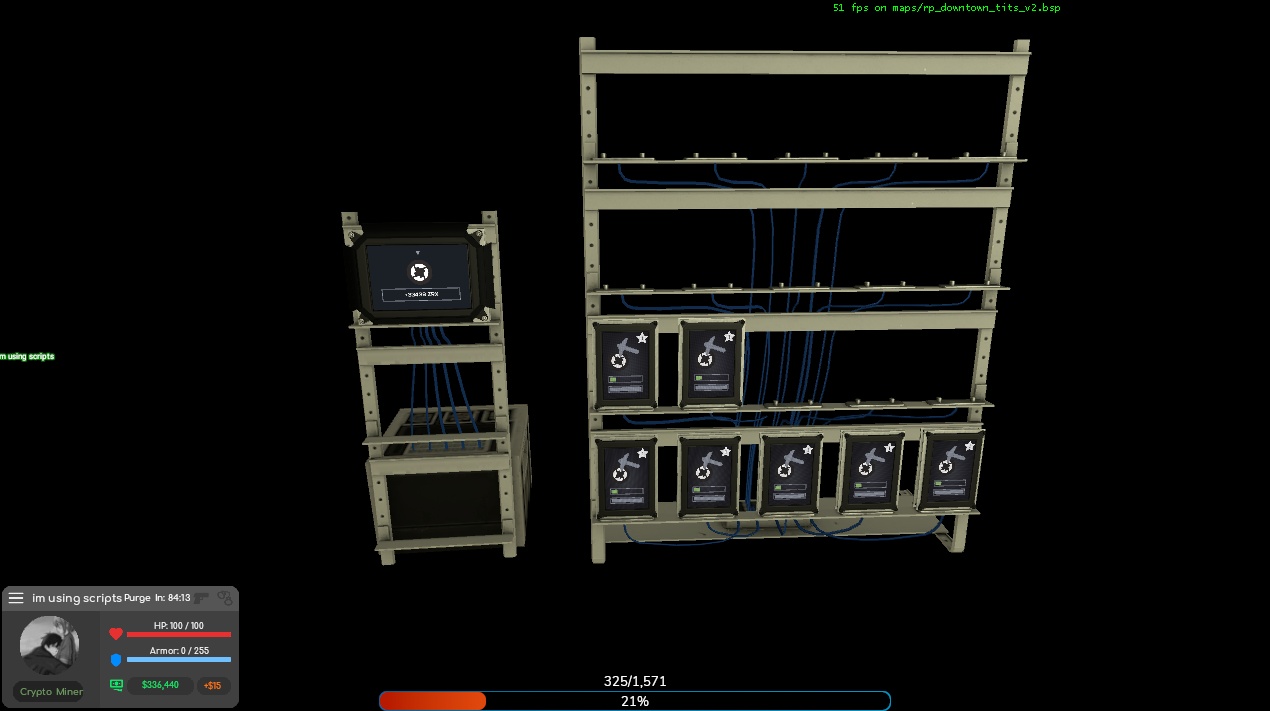 51 fps on maps/rp_downtown_tits_v2.bsp
m using scripts
im using scripts Purge In: 84:13
HP: 100 / 100
Armor: 0 / 255
Crypto Miner
$336,440
+$15
325/1,571
21%